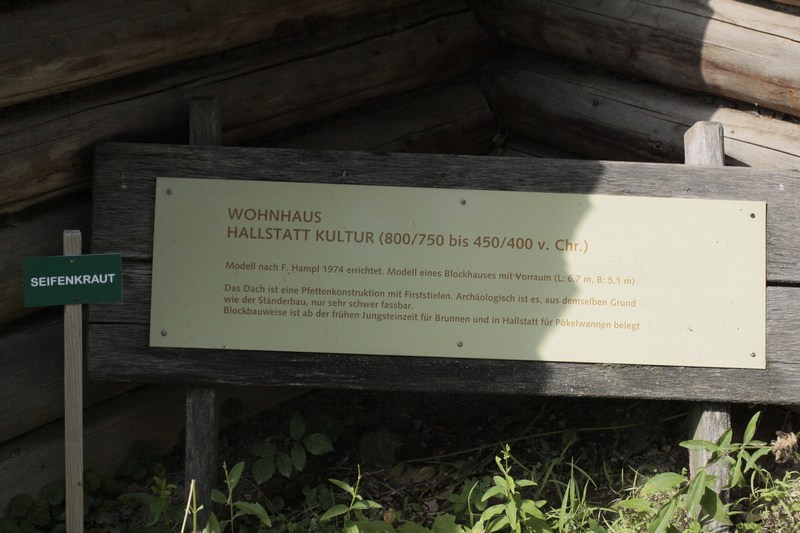 SEIFENKRAUT
WOHNHAUS
HALLSTATT KULTUR (800/750 bis 450/400 v. Chr.)
Modell nach F. Hampl 1974 errichtet. Modell eines Blockhauses mit Vorraum (L: 6,7 m, B: 5,1 m)
Das Dach ist eine Pfettenkonstruktion mit Firststielen. Archäologisch ist es, aus demselben Grund
wie der Ständerbau, nur sehr schwer fassbar.
Blockbauweise ist ab der frühen Jungsteinzeit für Brunnen und in Hallstatt für Pökelwannen belegt